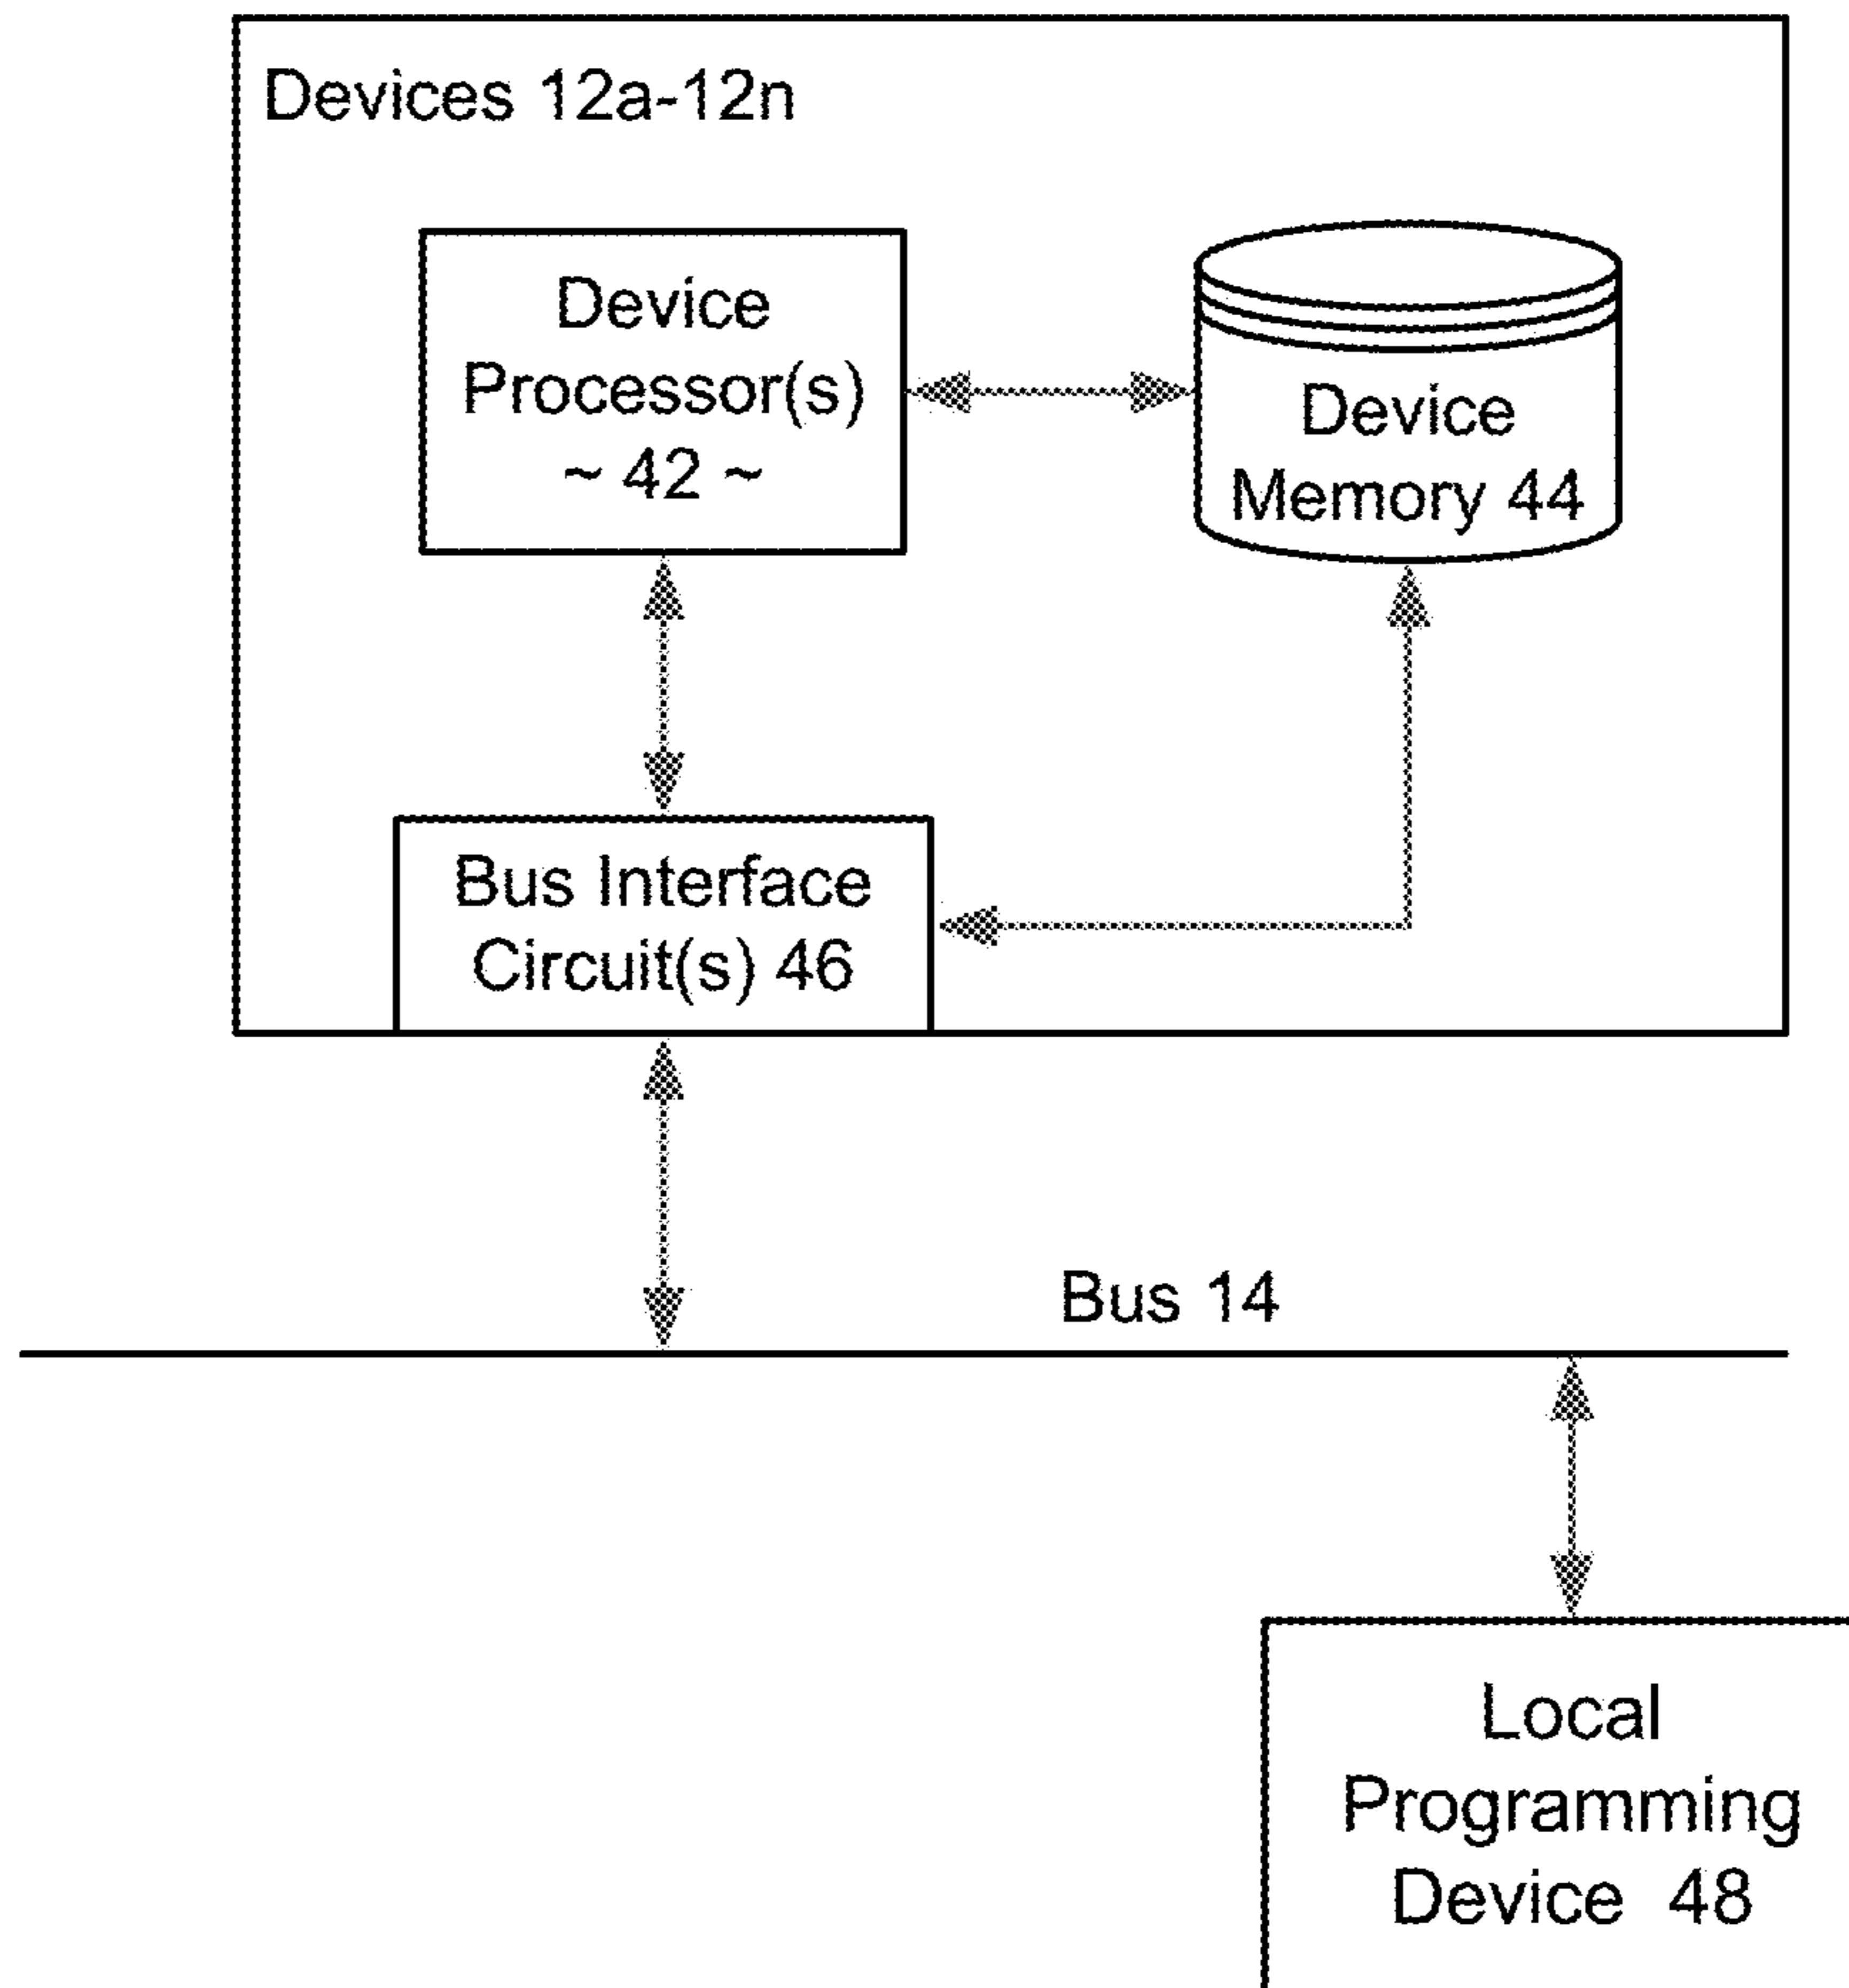 Devices 12a-12n
Device
Processor(s)
~ 42 ~
Device
Memory 44
Bus Interface
Circuit(s) 46
Bus 14
Local
Programming
Device 48